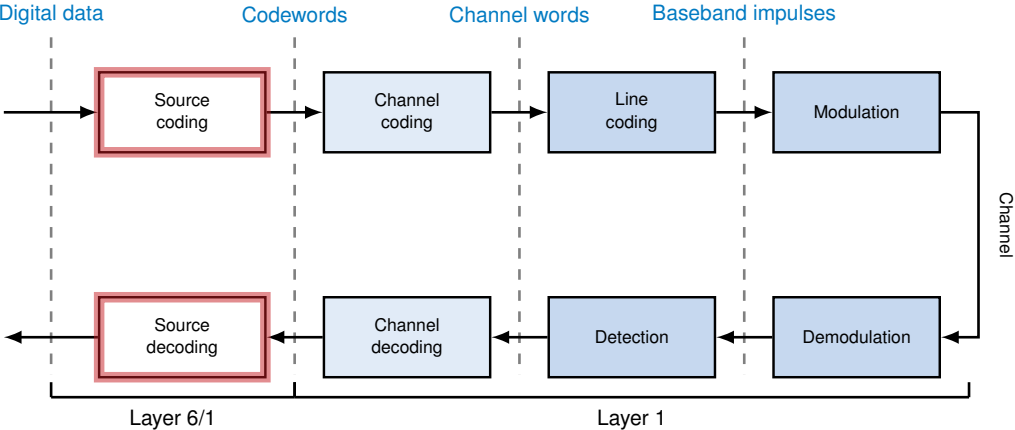 Digital data
Codewords
Channel words
Baseband impulses
Source
coding
Channel
coding
Line
coding
Modulation
Channel
Source
decoding
Channel
decoding
Detection
Demodulation
Layer 6/1
Layer 1